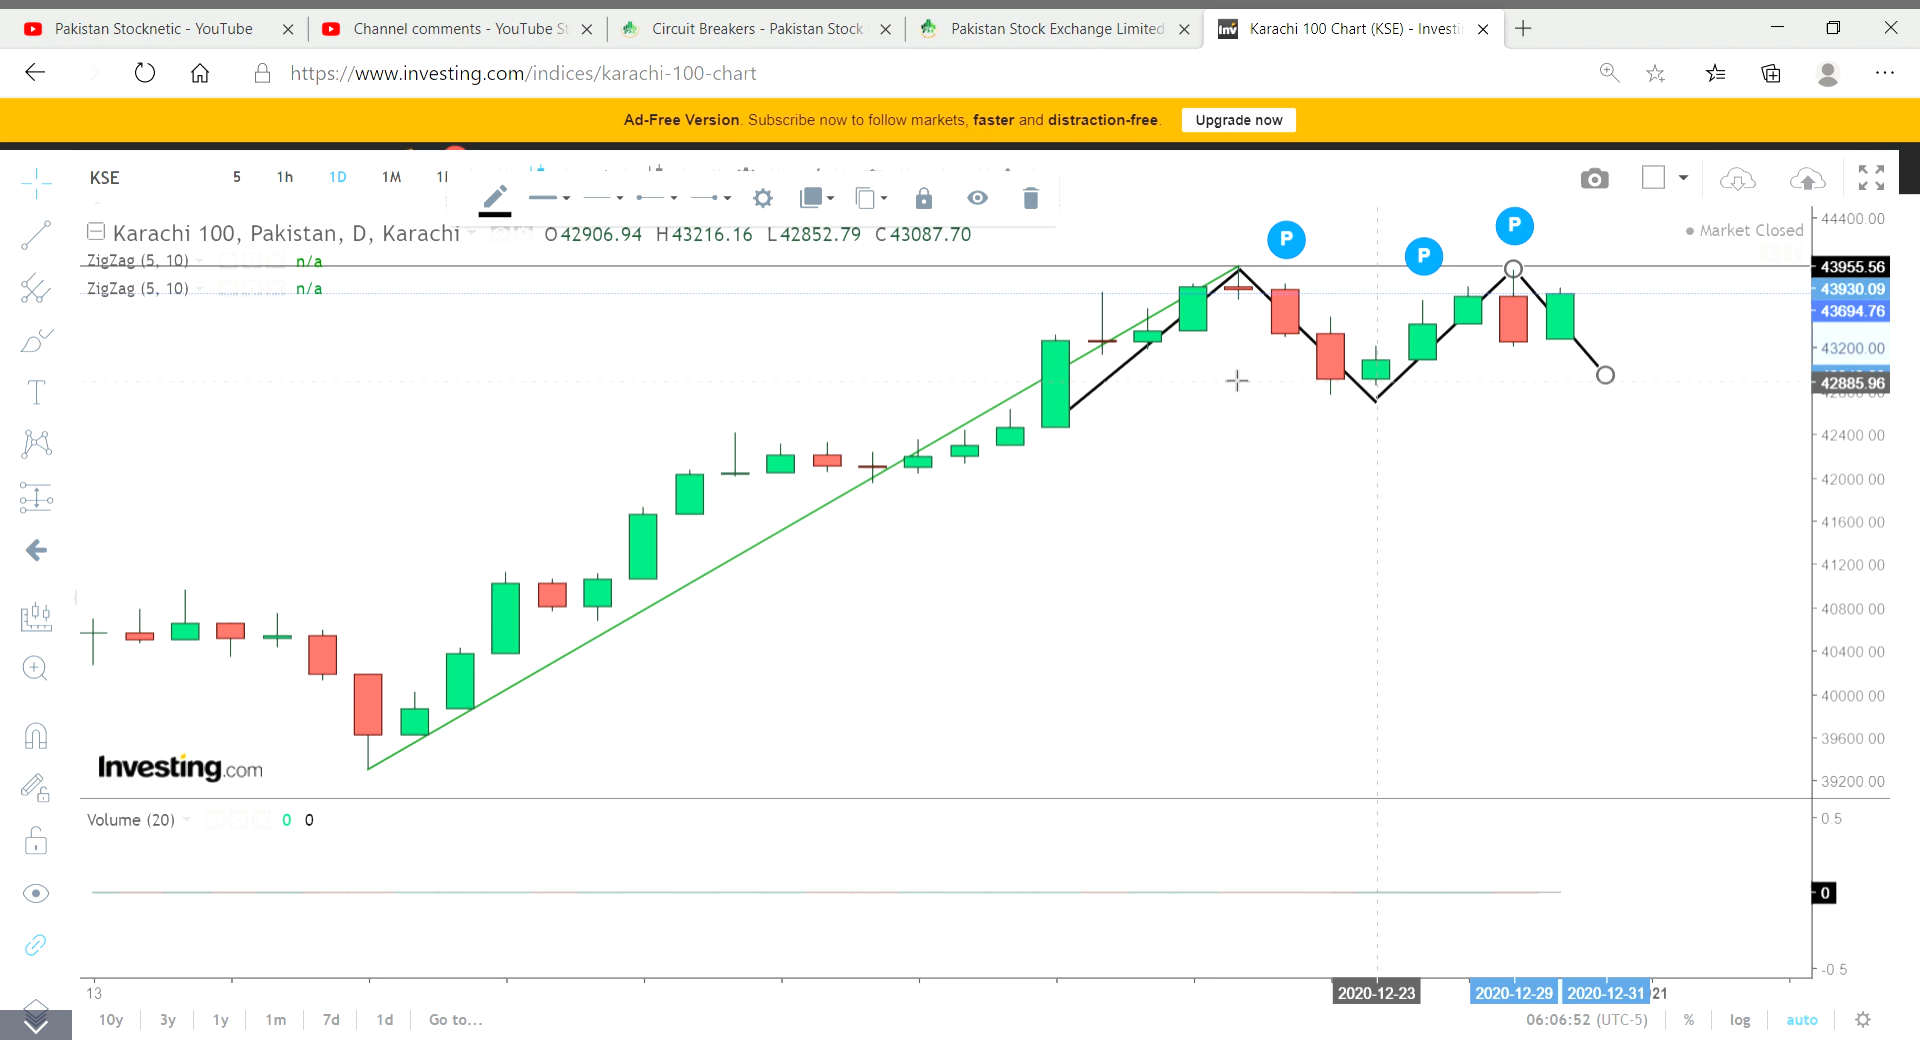 Pakistan Stocknetic - YouTube
Channel comments - YouTube St
Circuit Breakers - Pakistan Stock
Pakistan Stock Exchange Limited
Inv
Karachi 100 Chart (KSE) - Investi
https://www.investing.com/indices/karachi-100-chart
Ad-Free Version. Subscribe now to follow markets, faster and distraction-free.
Upgrade now
KSE
5
1h
1D
1M
Karachi 100, Pakistan, D, Karachi
O42906.94 H43216.16 L42852.79 C43087.70
ZigZag (5, 10)
n/a
ZigZag (5, 10)
n/a
P
P
P
Market Closed
44400.00
43955.56
43930.09
43694.76
43200.00
42885.96
42400.00
42000.00
41600.00
41200.00
40800.00
40400.00
40000.00
39600.00
39200.00
T
Investing.com
Volume (20)
0
0
0.5
0
-0.5
13
2020-12-23
2020-12-29
2020-12-31
21
10y
3y
1y
1m
7d
1d
Go to...
06:06:52 (UTC-5)
%
log
auto